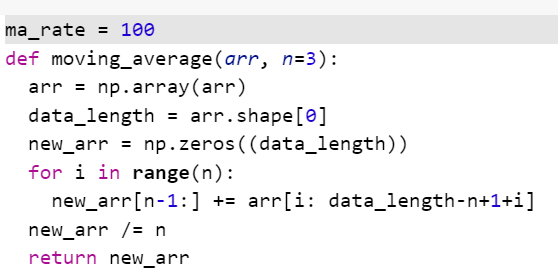 ma_rate = 100
def moving_average(arr, n=3):
  arr = np.array(arr)
  data_length = arr.shape[0]
  new_arr = np.zeros((data_length))
  for i in range(n):
    new_arr[n-1:] += arr[i: data_length-n+1+i]
  new_arr /= n
  return new_arr